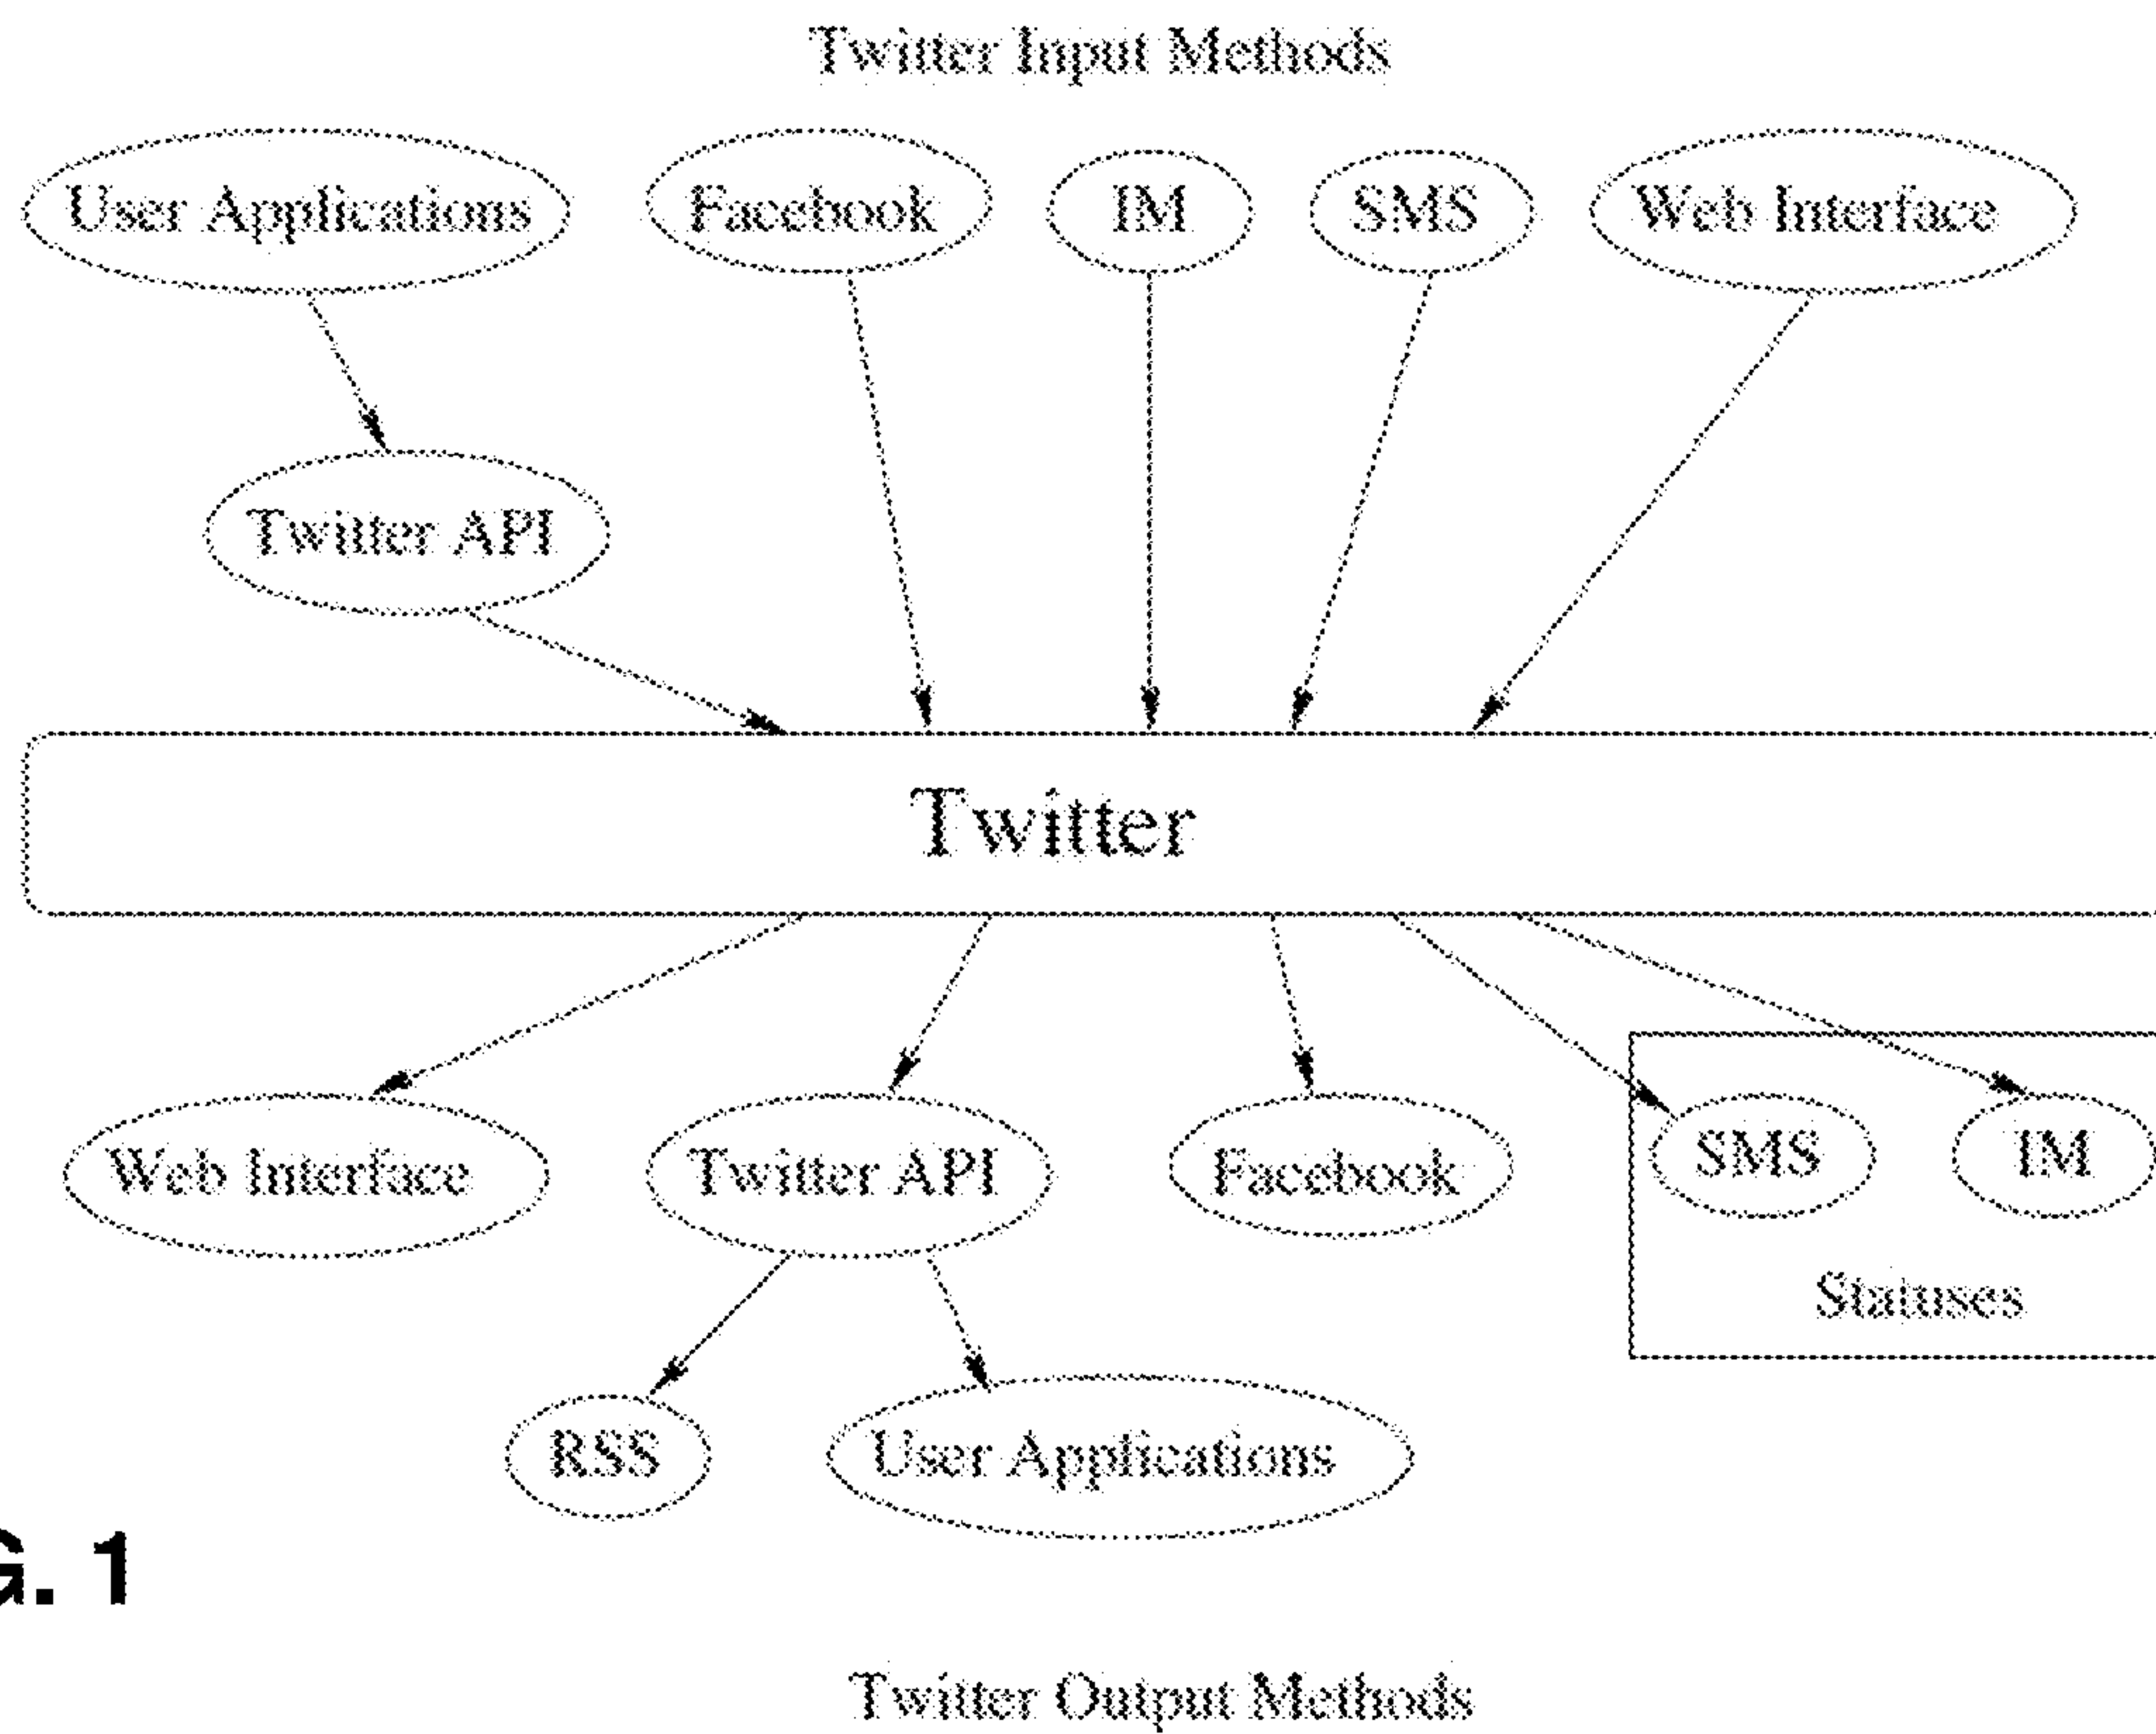 Twitter Input Methods
User Applications
Facebook
IM
SMS
Web Interface
Twitter API
Twitter
Web Interface
Twitter API
Facebook
SMS
IM
Statuses
RSS
User Applications
G. 1
Twitter Output Methods